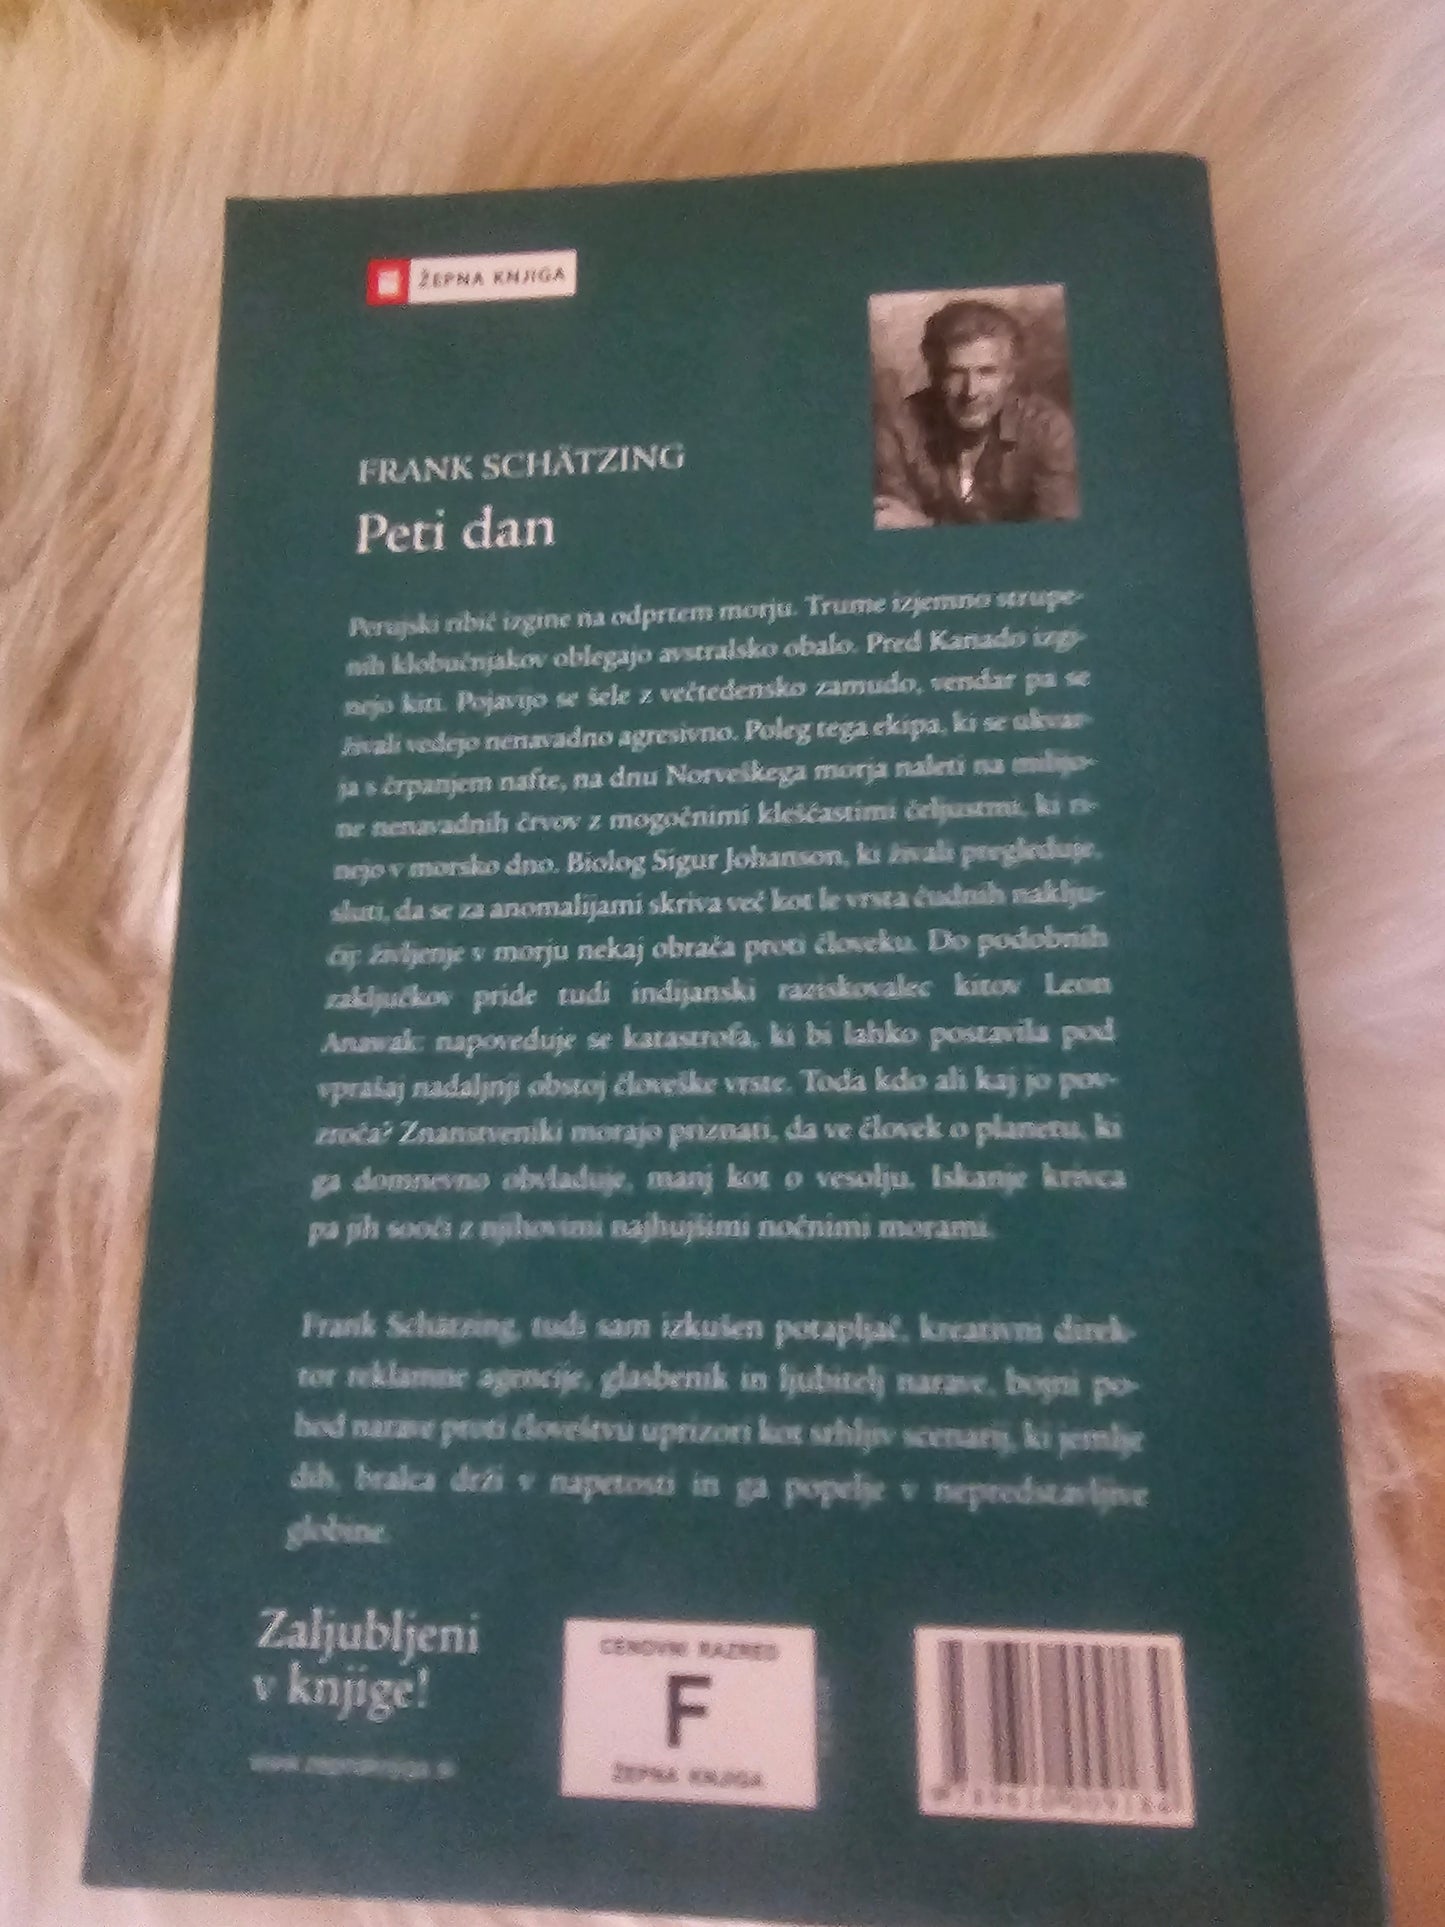 ŽEPNA KNJIGA
FRANK SCHÄTZING
Peti dan
Perujski ribič izgine na odprtem morju. Trume izjemno strupe-
nih klobučnjakov oblegajo avstralsko obalo. Pred Kanado izgi-
nejo kiti. Pojavijo se šele z večtedensko zamudo, vendar pa se
živali vedejo nenavadno agresivno. Poleg tega ekipa, ki se ukvar-
ja s črpanjem nafte, na dnu Norveškega morja naleti na milijo-
ne nenavadnih črvov z mogočnimi kleščastimi čeljustmi, ki ri-
nejo v morsko dno. Biolog Sigur Johanson, ki živali pregleduje,
sluti, da se za anomalijami skriva več kot le vrsta čudnih naklju-
čij: življenje v morju nekaj obrača proti človeku. Do podobnih
zaključkov pride tudi indijanski raziskovalec kitov Leon
Anawak: napoveduje se katastrofa, ki bi lahko postavila pod
vprašaj nadaljnji obstoj človeške vrste. Toda kdo ali kaj jo pov-
zroča? Znanstveniki morajo priznati, da ve človek o planetu, ki
ga domnevno obvladuje, manj kot o vesolju. Iskanje krivca
pa jih sooči z njihovimi najhujšimi nočnimi morami.
Frank Schätzing, tudi sam izkušen potapljač, kreativni direk-
tor reklamne agencije, glasbenik in ljubitelj narave, bojni po-
hod narave proti človeštvu uprizori kot srhljiv scenarij, ki jemlje
dih, bralca drži v napetosti in ga popelje v nepredstavljive
globine.
Zaljubljeni
v knjige!
CENOVNI RAZRED
F
ŽEPNA KNJIGA